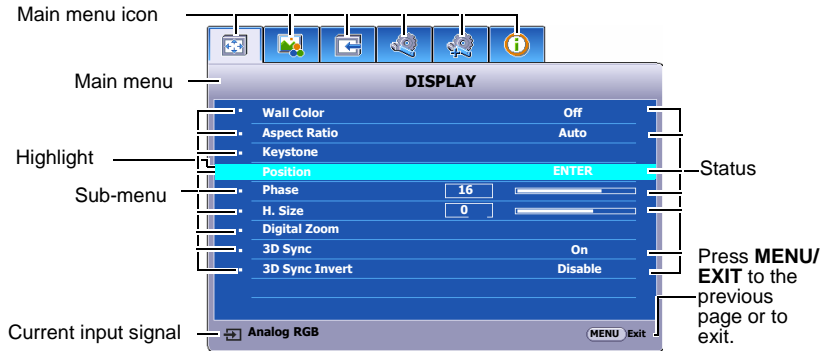 Main menu icon
Main menu
DISPLAY
Wall Color Off
Aspect Ratio Auto
Keystone
Highlight
Position ENTER
Status
Sub-menu
Phase 16
H. Size 0
Digital Zoom
3D Sync On
3D Sync Invert Disable
Press MENU/
EXIT to the
previous
page or to
exit.
Current input signal
Analog RGB
MENU Exit